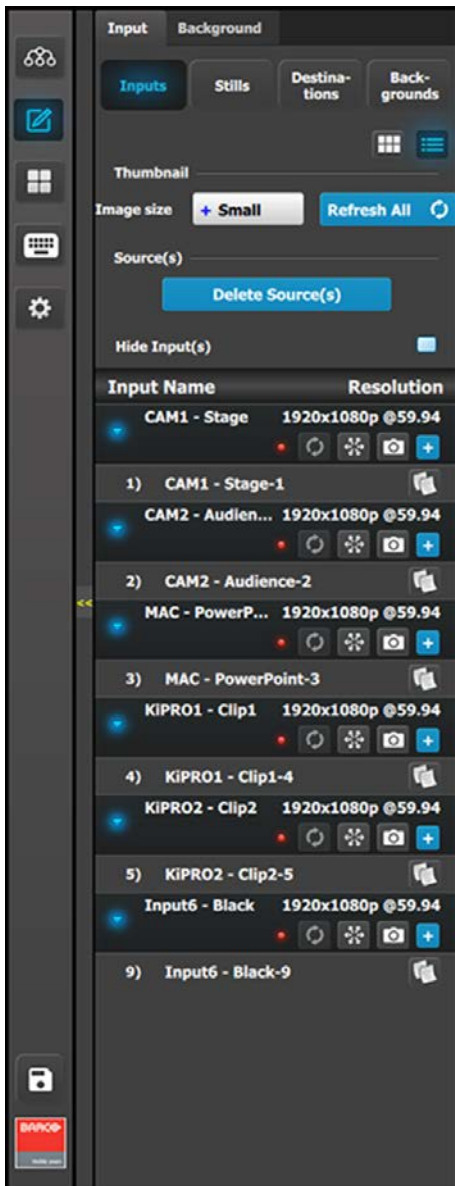 Input Background
Inputs Stills Destina-
tions Back-
grounds
Thumbnail
Image size + Small Refresh All
Source(s)
Delete Source(s)
Hide Input(s)
Input Name Resolution
CAM1 - Stage 1920x1080p @59.94
1) CAM1 - Stage-1
CAM2 - Audien... 1920x1080p @59.94
2) CAM2 - Audience-2
<<
MAC - PowerP... 1920x1080p @59.94
3) MAC - PowerPoint-3
KiPRO1 - Clip1 1920x1080p @59.94
4) KiPRO1 - Clip1-4
KiPRO2 - Clip2 1920x1080p @59.94
5) KiPRO2 - Clip2-5
Input6 - Black 1920x1080p @59.94
9) Input6 - Black-9
BARCO